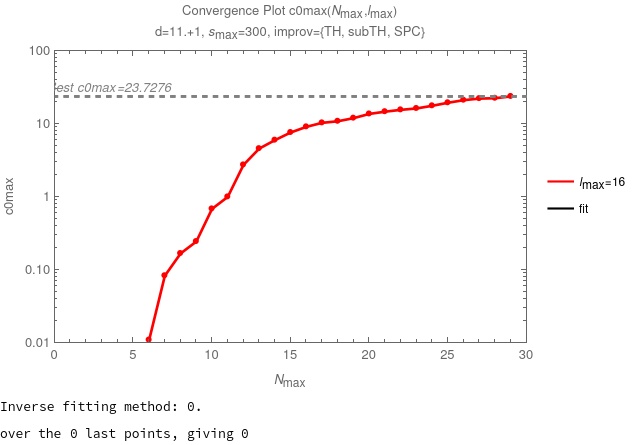 Convergence Plot c0max(Nmax,lmax)
d=11.+1, smax=300, improv={TH, subTH, SPC}
100
est c0max=23.7276
10
c0max
1
lmax=16
fit
0.10
0.01
0 5 10 15 20 25 30
Nmax
Inverse fitting method: 0.
over the 0 last points, giving 0